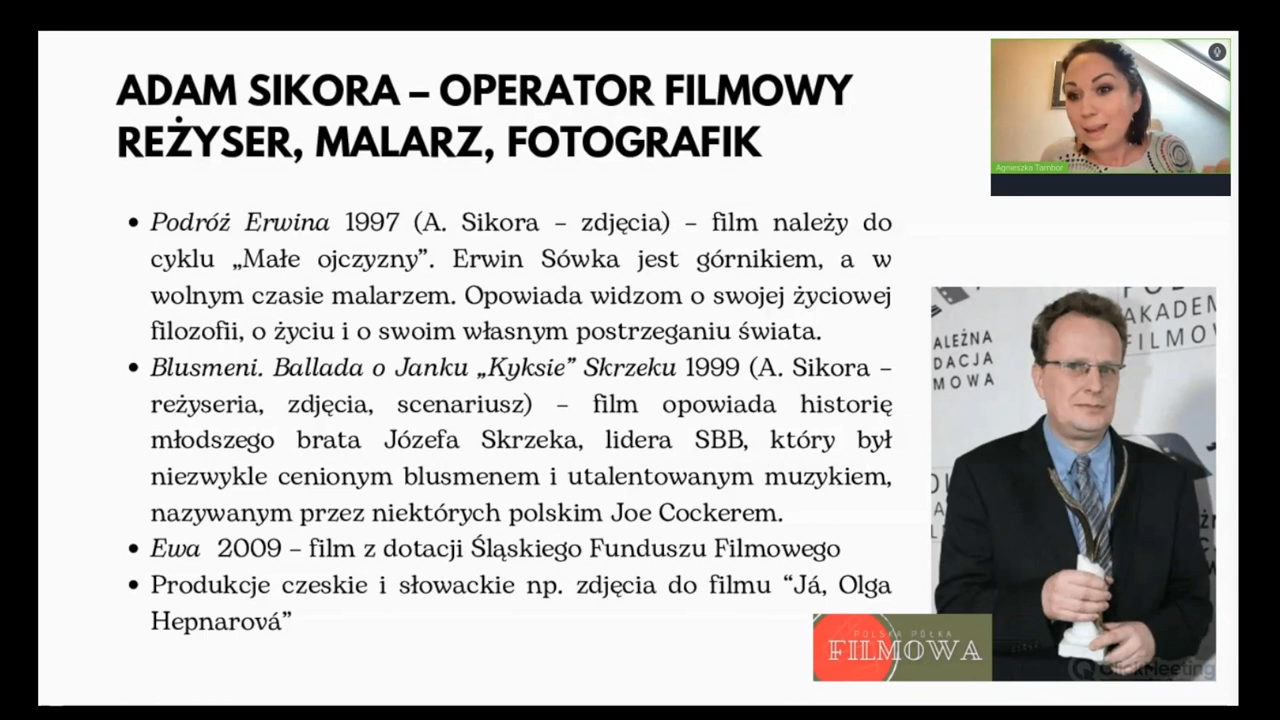 ADAM SIKORA – OPERATOR FILMOWY
REŻYSER, MALARZ, FOTOGRAFIK
Agnieszka Tambor
• Podróż Erwina 1997 (A. Sikora – zdjęcia) – film należy do
cyklu „Małe ojczyzny”. Erwin Sówka jest górnikiem, a w
wolnym czasie malarzem. Opowiada widzom o swojej życiowej
filozofii, o życiu i o swoim własnym postrzeganiu świata.
• Blusmeni. Ballada o Janku „Kyksie” Skrzeku 1999 (A. Sikora –
reżyseria, zdjęcia, scenariusz) – film opowiada historię
młodszego brata Józefa Skrzeka, lidera SBB, który był
niezwykle cenionym blusmenem i utalentowanym muzykiem,
nazywanym przez niektórych polskim Joe Cockerem.
• Ewa 2009 – film z dotacji Śląskiego Funduszu Filmowego
• Produkcje czeskie i słowackie np. zdjęcia do filmu “Já, Olga
Hepnarová”
ALEŻNA
DACJA
MOWA
AKADEM
FILMO
POLSKA PÓŁKA
FILMOWA
ClickMeeting